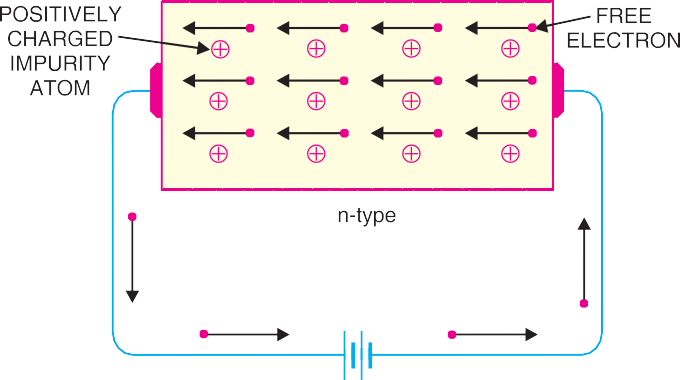 POSITIVELY
CHARGED
IMPURITY
ATOM
FREE
ELECTRON
n-type